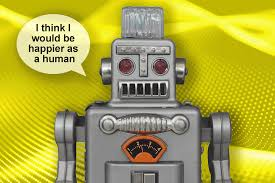 I think I
would be
happier as
a human